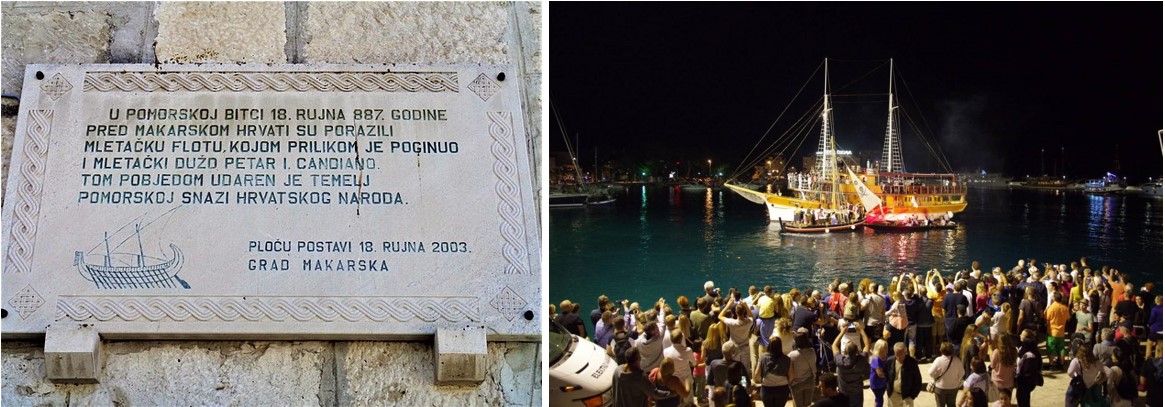 U POMORSKOJ BITCI 18. RUJNA 887. GODINE
PRED MAKARSKOM HRVATI SU PORAZILI
MLETAČKU FLOTU, KOJOM PRILIKOM JE POGINUO
I MLETAČKI DUŽD PETAR I. CANDIANO.
TOM POBJEDOM UDAREN JE TEMELJ
POMORSKOJ SNAZI HRVATSKOG NARODA.
PLOČU POSTAVI 18. RUJNA 2003.
GRAD MAKARSKA